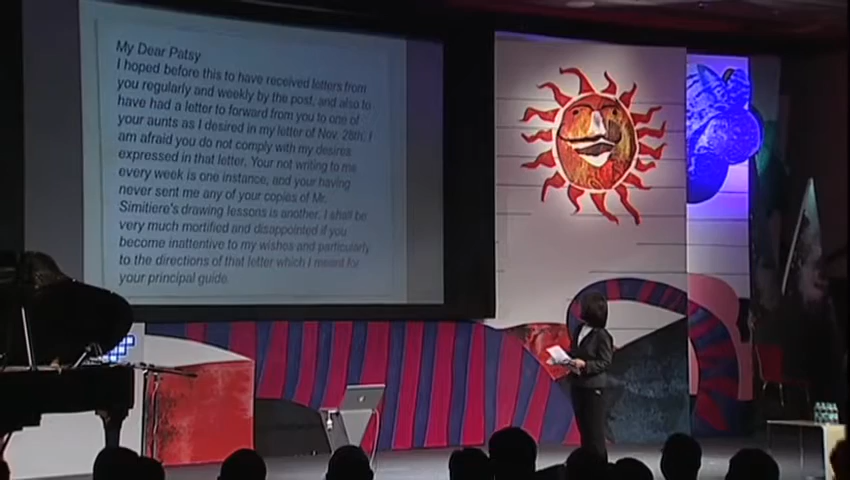 My Dear Patsy
I hoped before this to have received letters from
you regularly and weekly by the post, and also to
have had a letter to forward from you to one of
your aunts as I desired in my letter of Nov. 28th. I
am afraid you do not comply with my desires
expressed in that letter. Your not writing to me
every week is one instance, and your having
never sent me any of your copies of Mr.
Simitiere's drawing lessons is another. I shall be
very much mortified and disappointed if you
become inattentive to my wishes and particularly
to the directions of that letter which I meant for
your principal guide.